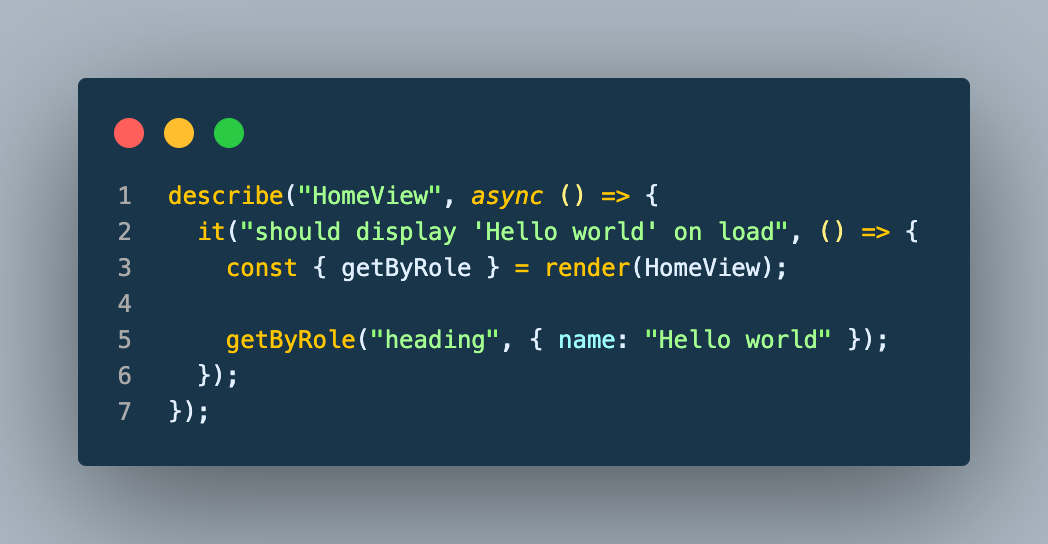 1 describe("HomeView", async () => {
2   it("should display 'Hello world' on load", () => {
3     const { getByRole } = render(HomeView);
4
5     getByRole("heading", { name: "Hello world" });
6   });
7 });